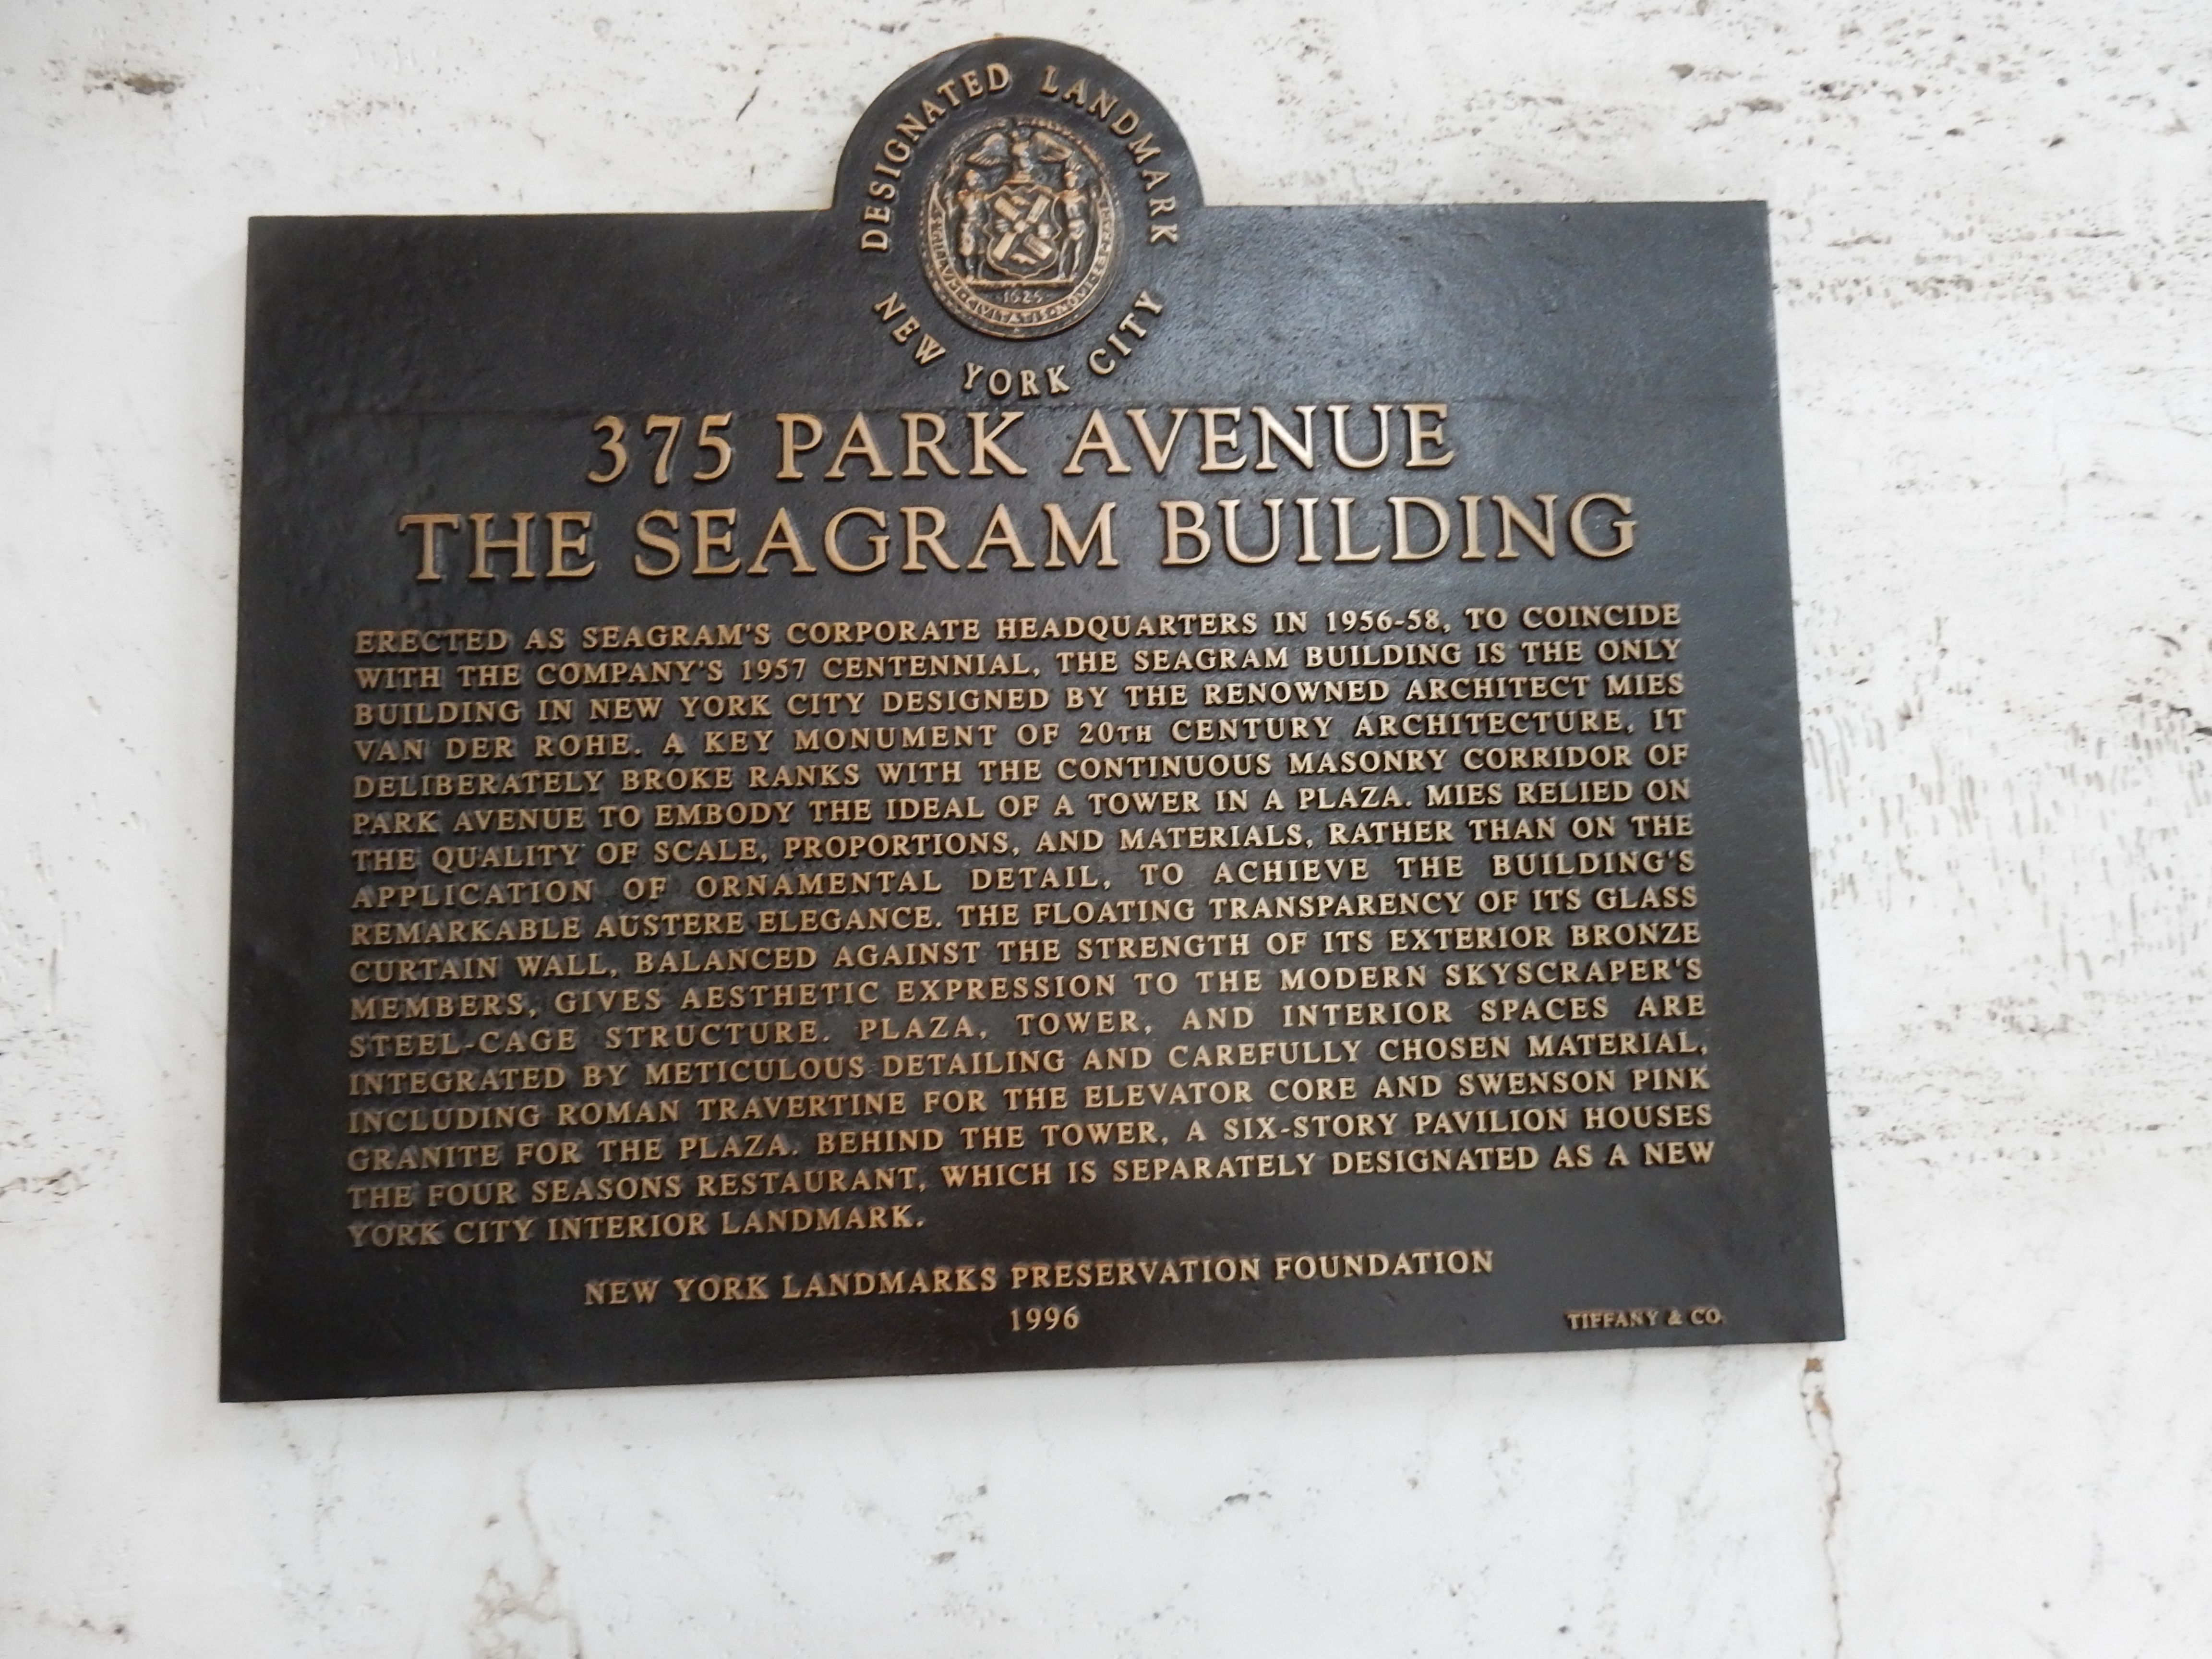 DESIGNATED LANDMARK
NEW YORK CITY
1625
375 PARK AVENUE
THE SEAGRAM BUILDING
ERECTED AS SEAGRAM'S CORPORATE HEADQUARTERS IN 1956-58, TO COINCIDE
WITH THE COMPANY'S 1957 CENTENNIAL, THE SEAGRAM BUILDING IS THE ONLY
BUILDING IN NEW YORK CITY DESIGNED BY THE RENOWNED ARCHITECT MIES
VAN DER ROHE. A KEY MONUMENT OF 20TH CENTURY ARCHITECTURE, IT
DELIBERATELY BROKE RANKS WITH THE CONTINUOUS MASONRY CORRIDOR OF
PARK AVENUE TO EMBODY THE IDEAL OF A TOWER IN A PLAZA. MIES RELIED ON
THE QUALITY OF SCALE, PROPORTIONS, AND MATERIALS, RATHER THAN ON THE
APPLICATION OF ORNAMENTAL DETAIL, TO ACHIEVE THE BUILDING'S
REMARKABLE AUSTERE ELEGANCE. THE FLOATING TRANSPARENCY OF ITS GLASS
CURTAIN WALL, BALANCED AGAINST THE STRENGTH OF ITS EXTERIOR BRONZE
MEMBERS, GIVES AESTHETIC EXPRESSION TO THE MODERN SKYSCRAPER'S
STEEL-CAGE STRUCTURE. PLAZA, TOWER, AND INTERIOR SPACES ARE
INTEGRATED BY METICULOUS DETAILING AND CAREFULLY CHOSEN MATERIAL,
INCLUDING ROMAN TRAVERTINE FOR THE ELEVATOR CORE AND SWENSON PINK
GRANITE FOR THE PLAZA. BEHIND THE TOWER, A SIX-STORY PAVILION HOUSES
THE FOUR SEASONS RESTAURANT, WHICH IS SEPARATELY DESIGNATED AS A NEW
YORK CITY INTERIOR LANDMARK.
NEW YORK LANDMARKS PRESERVATION FOUNDATION
1996
TIFFANY & CO.